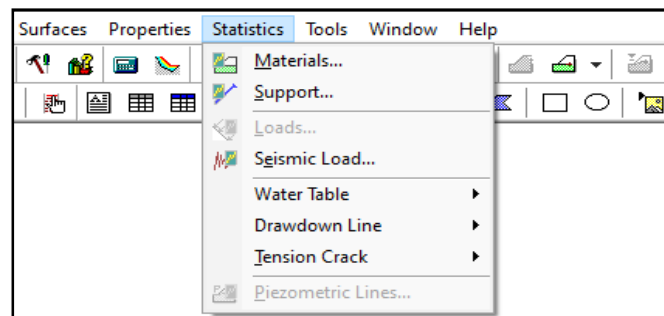 Surfaces Properties Statistics Tools Window Help
Materials...
Support...
Loads...
Seismic Load...
Water Table
Drawdown Line
Tension Crack
Piezometric Lines...